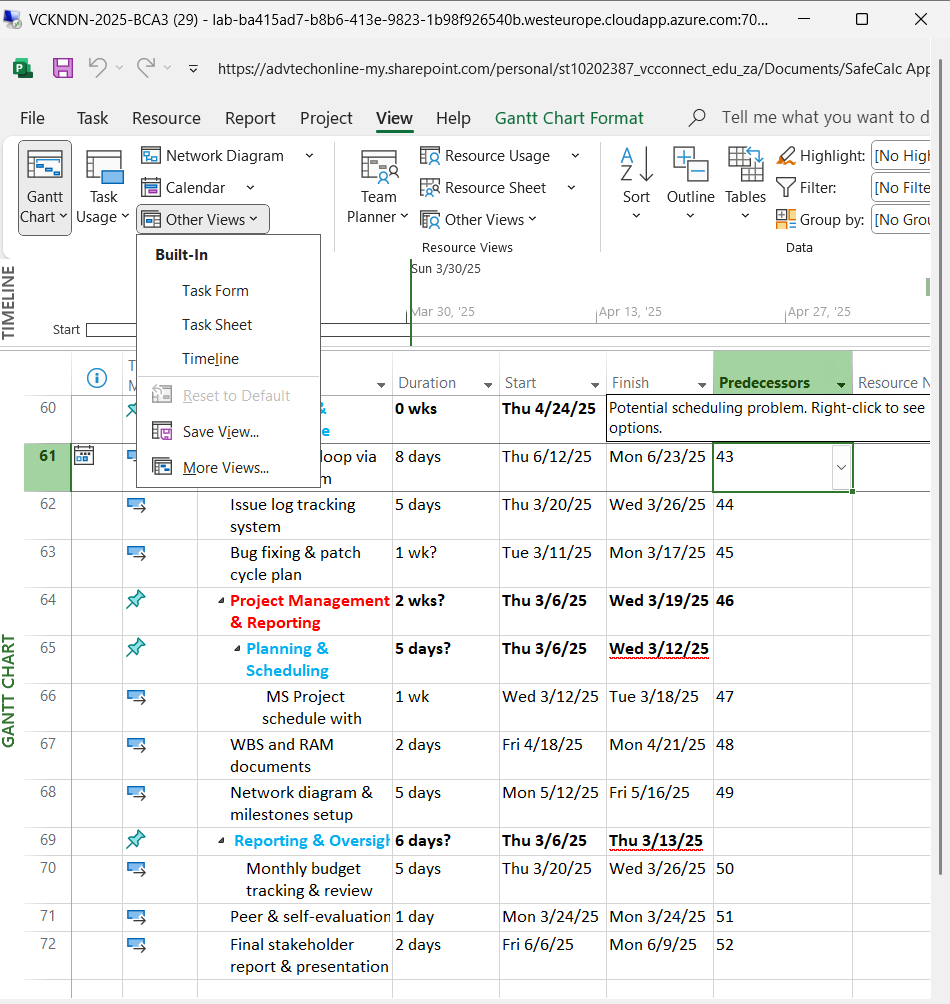 VCKNDN-2025-BCA3 (29) - lab-ba415ad7-b8b6-413e-9823-1b98f926540b.westeurope.cloudapp.azure.com:70...
https://advtechonline-my.sharepoint.com/personal/st10202387_vcconnect_edu_za/Documents/SafeCalc App
File Task Resource Report Project View Help Gantt Chart Format Tell me what you want to d
Gantt Chart
Task Usage
Network Diagram
Calendar
Other Views
Team Planner
Resource Usage
Resource Sheet
Other Views
Resource Views
Sort
Outline
Tables
Highlight: [No High
Filter: [No Filte
Group by: [No Grou
Data
Built-In
Task Form
Task Sheet
Timeline
Reset to Default
Save View...
More Views...
TIMELINE
Sun 3/30/25
Mar 30, '25 Apr 13, '25 Apr 27, '25
Start
GANTT CHART
T Duration Start Finish Predecessors Resource N
M
60 & 0 wks Thu 4/24/25
e
Potential scheduling problem. Right-click to see
options.
61 loop via 8 days Thu 6/12/25 Mon 6/23/25 43
m
62 Issue log tracking 5 days Thu 3/20/25 Wed 3/26/25 44
system
63 Bug fixing & patch 1 wk? Tue 3/11/25 Mon 3/17/25 45
cycle plan
64 Project Management 2 wks? Thu 3/6/25 Wed 3/19/25 46
& Reporting
65 Planning & 5 days? Thu 3/6/25 Wed 3/12/25
Scheduling
66 MS Project 1 wk Wed 3/12/25 Tue 3/18/25 47
schedule with
67 WBS and RAM 2 days Fri 4/18/25 Mon 4/21/25 48
documents
68 Network diagram & 5 days Mon 5/12/25 Fri 5/16/25 49
milestones setup
69 Reporting & Oversigh 6 days? Thu 3/6/25 Thu 3/13/25
70 Monthly budget 5 days Thu 3/20/25 Wed 3/26/25 50
tracking & review
71 Peer & self-evaluation 1 day Mon 3/24/25 Mon 3/24/25 51
72 Final stakeholder 2 days Fri 6/6/25 Mon 6/9/25 52
report & presentation